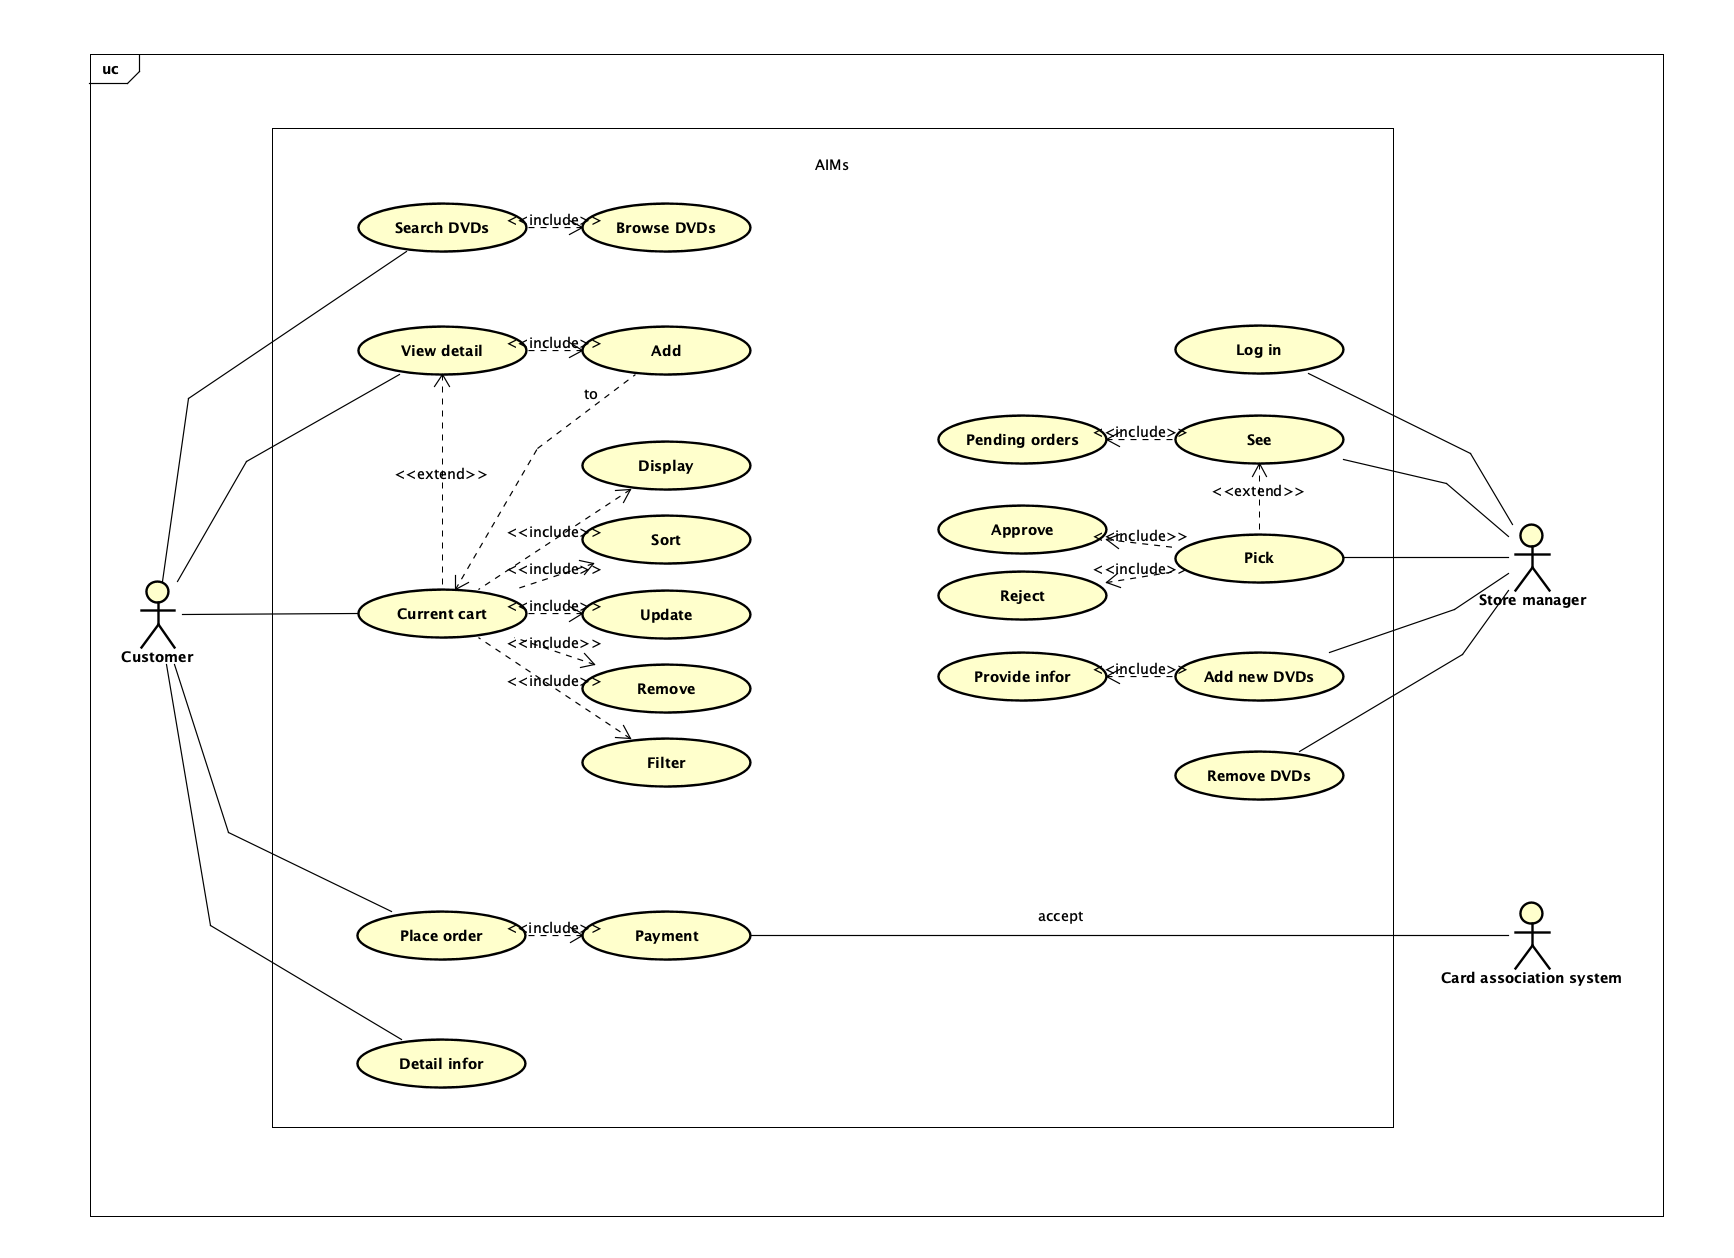 uc
AIMs
Search DVDs
<<include>>
Browse DVDs
View detail
<<include>>
Add
to
Log in
Pending orders
<<include>>
See
Display
<<extend>>
<<extend>>
Approve
<<include>>
Pick
<<include>>
Sort
<<include>>
<<include>>
Reject
Store manager
Current cart
<<include>>
Update
<<include>>
Customer
Provide infor
<<include>>
Add new DVDs
<<include>>
Remove
Filter
Remove DVDs
accept
Place order
<<include>>
Payment
Card association system
Detail infor